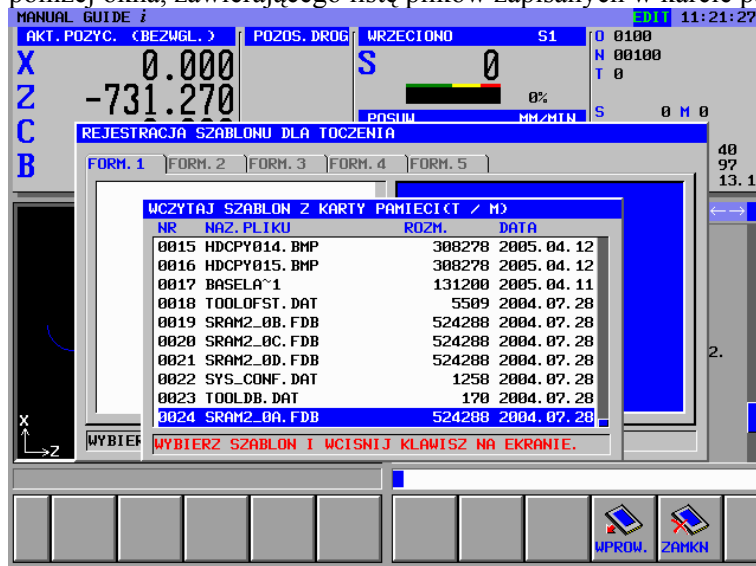 poniżej okna, zawierającego listę plików zapisanych w karcie
MANUAL GUIDE i EDIT 11:21:27
AKT.POZYC. (BEZWGL.) POZOS.DROG WRZECIONO S1 O 0100
N 00100
T 0
X 0.000 S 0
Z -731.270 0%
POSUW MM/MIN S 0 M 0
C
B
REJESTRACJA SZABLONU DLA TOCZENIA
FORM.1 FORM.2 FORM.3 FORM.4 FORM.5
40
97
13.1
WCZYTAJ SZABLON Z KARTY PAMIECI(T / M)
NR NAZ.PLIKU ROZM. DATA
0015 HDCPY014.BMP 308278 2005.04.12
0016 HDCPY015.BMP 308278 2005.04.12
0017 BASELA~1 131200 2005.04.11
0018 TOOLOFST.DAT 5509 2004.07.28
0019 SRAM2_0B.FDB 524288 2004.07.28
0020 SRAM2_0C.FDB 524288 2004.07.28
0021 SRAM2_0D.FDB 524288 2004.07.28
2.
0022 SYS_CONF.DAT 1258 2004.07.28
0023 TOOLDB.DAT 170 2004.07.28
0024 SRAM2_0A.FDB 524288 2004.07.28
X
Z
WYBIER
WYBIERZ SZABLON I WCISNIJ KLAWISZ NA EKRANIE.
WPROW. ZAMKN